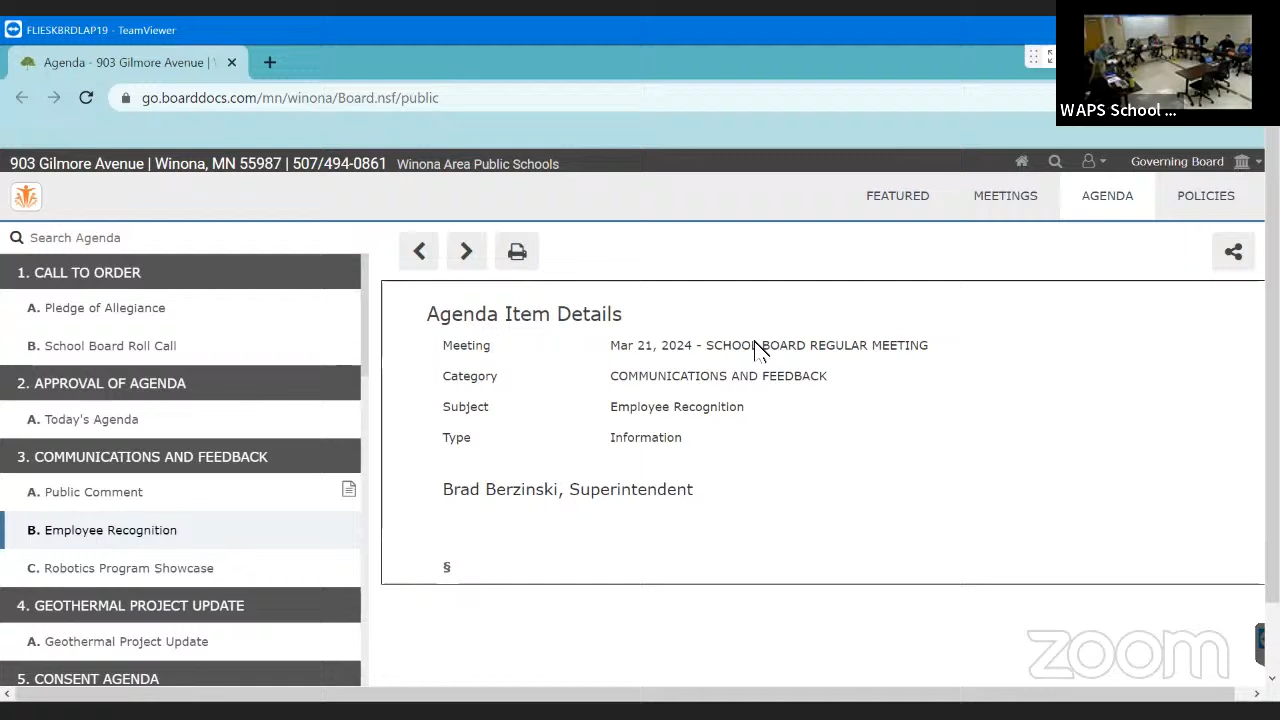 FLIESKBRDLAP19 - TeamViewer
Agenda - 903 Gilmore Avenue |
go.boarddocs.com/mn/winona/Board.nsf/public
WAPS School ...
903 Gilmore Avenue | Winona, MN 55987 | 507/494-0861 Winona Area Public Schools
Governing Board
FEATURED MEETINGS AGENDA POLICIES
Search Agenda
1. CALL TO ORDER
A. Pledge of Allegiance
B. School Board Roll Call
2. APPROVAL OF AGENDA
A. Today's Agenda
3. COMMUNICATIONS AND FEEDBACK
A. Public Comment
B. Employee Recognition
C. Robotics Program Showcase
4. GEOTHERMAL PROJECT UPDATE
A. Geothermal Project Update
5. CONSENT AGENDA
Agenda Item Details
Meeting Mar 21, 2024 - SCHOOL BOARD REGULAR MEETING
Category COMMUNICATIONS AND FEEDBACK
Subject Employee Recognition
Type Information
Brad Berzinski, Superintendent
§
zoom